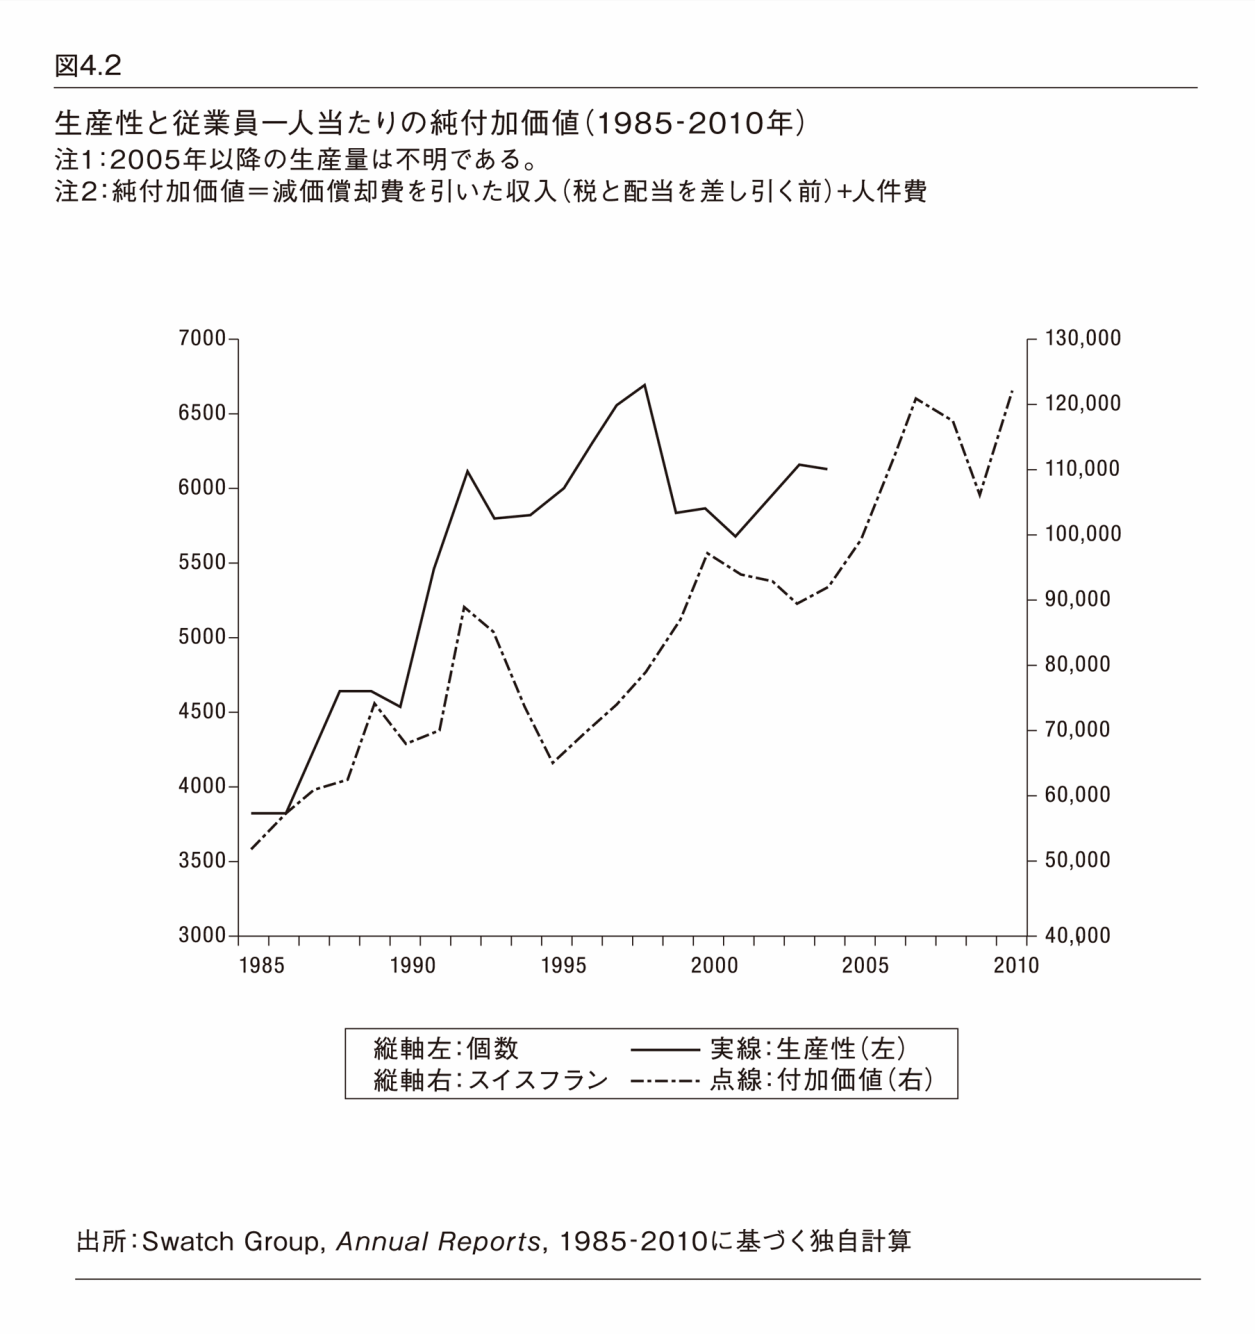 図4.2
生産性と従業員一人当たりの純付加価値（1985-2010年）
注1：2005年以降の生産量は不明である。
注2：純付加価値＝減価償却費を引いた収入（税と配当を差し引く前）+人件費
7000
6500
6000
5500
5000
4500
4000
3500
3000
130,000
120,000
110,000
100,000
90,000
80,000
70,000
60,000
50,000
40,000
1985 1990 1995 2000 2005 2010
縦軸左：個数 実線：生産性（左）
縦軸右：スイスフラン 点線：付加価値（右）
出所：Swatch Group, Annual Reports, 1985-2010に基づく独自計算